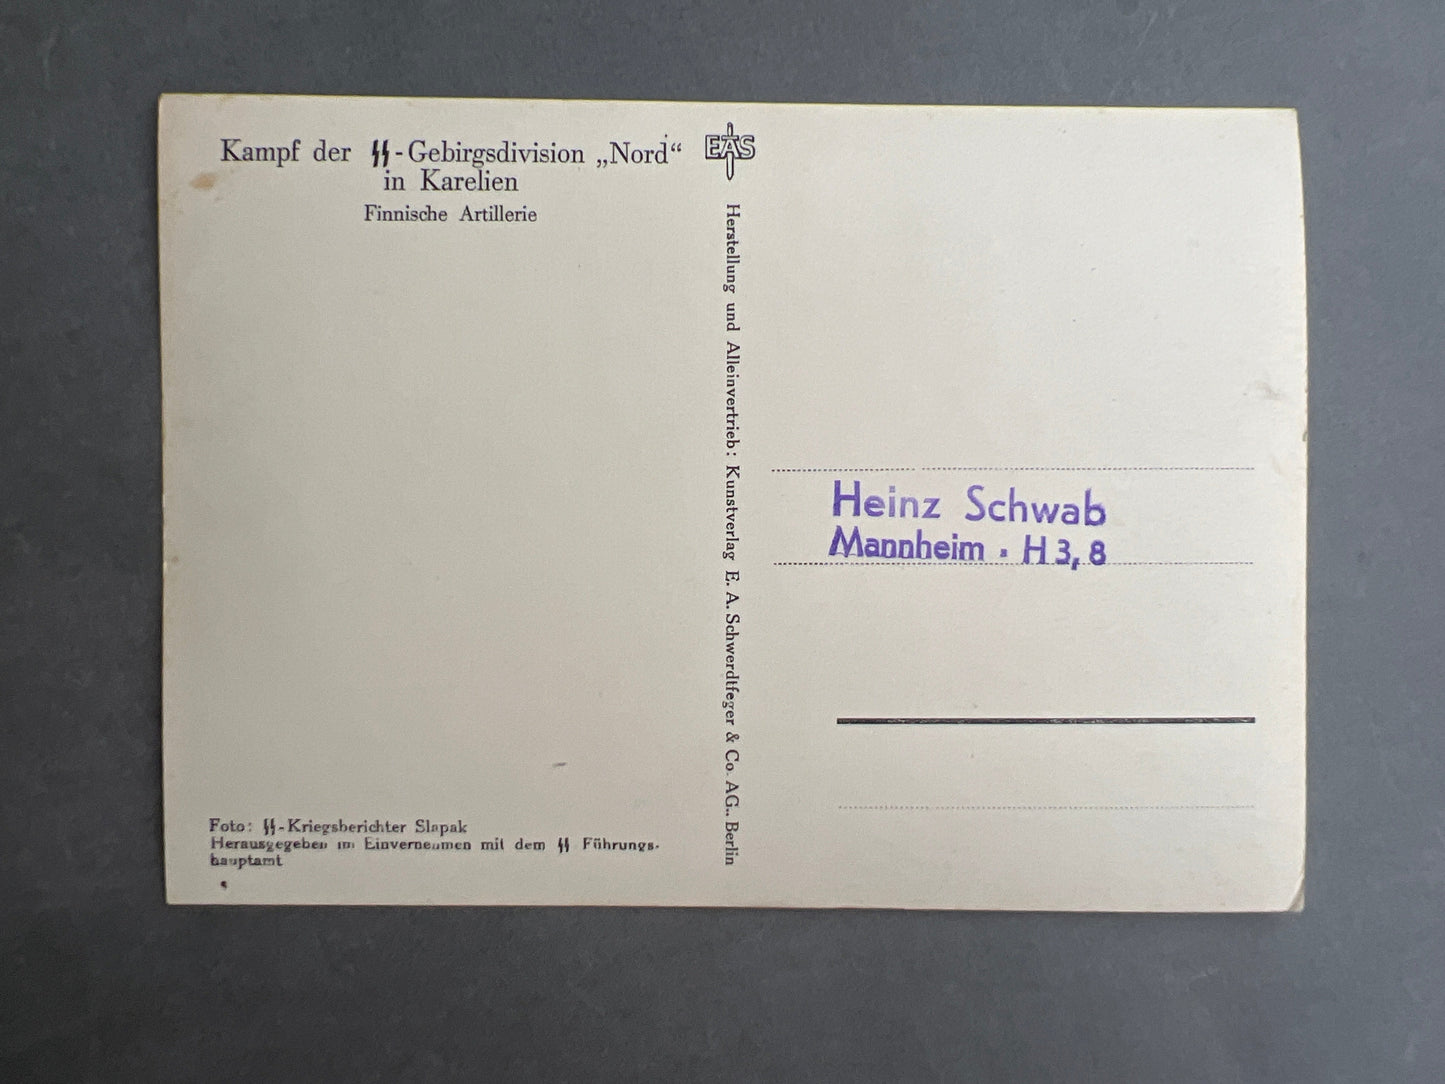 Kampf der ᛋᛋ-Gebirgsdivision „Nord“
in Karelien
Finnische Artillerie
EAS
Herstellung und Alleinvertrieb: Kunstverlag E. A. Schwerdtfeger & Co. AG., Berlin
Heinz Schwab
Mannheim · H 3, 8
Foto: ᛋᛋ-Kriegsberichter Slapak
Herausgegeben im Einvernehmen mit dem ᛋᛋ Führungs-
hauptamt